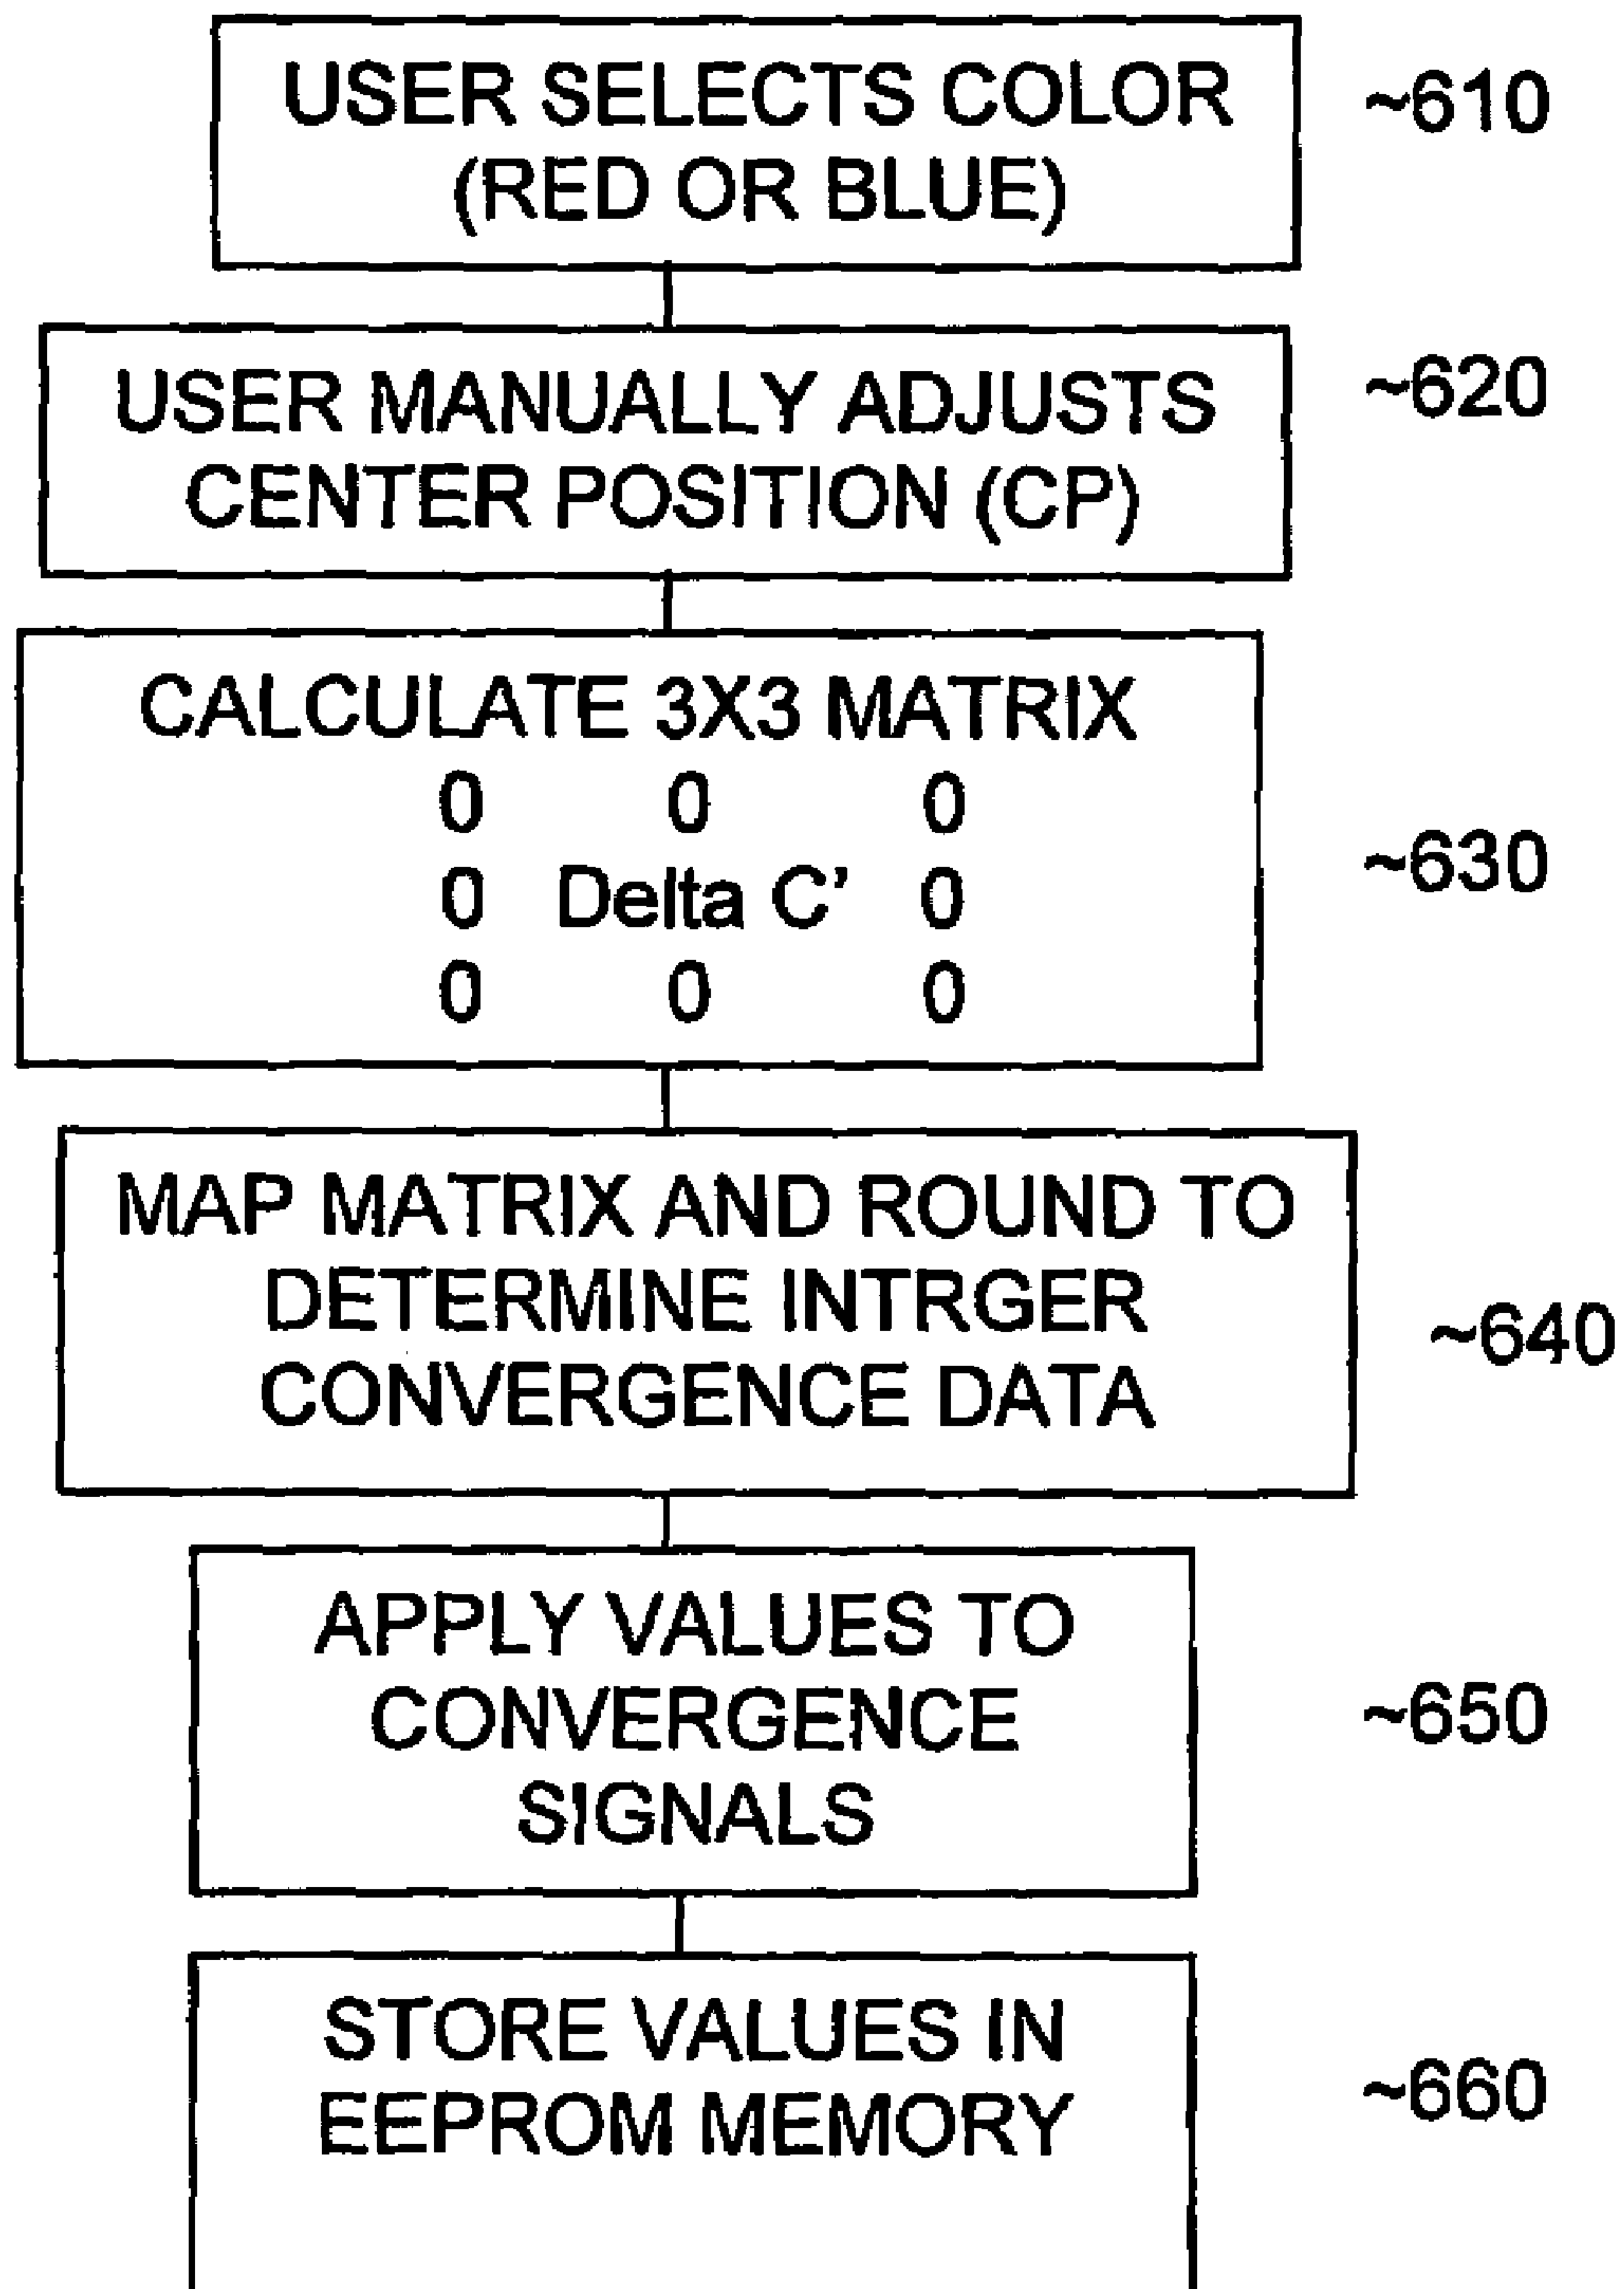 USER SELECTS COLOR
(RED OR BLUE)
~610
USER MANUALLY ADJUSTS
CENTER POSITION (CP)
~620
CALCULATE 3X3 MATRIX
0 0 0
0 Delta C' 0
0 0 0
~630
MAP MATRIX AND ROUND TO
DETERMINE INTRGER
CONVERGENCE DATA
~640
APPLY VALUES TO
CONVERGENCE
SIGNALS
~650
STORE VALUES IN
EEPROM MEMORY
~660